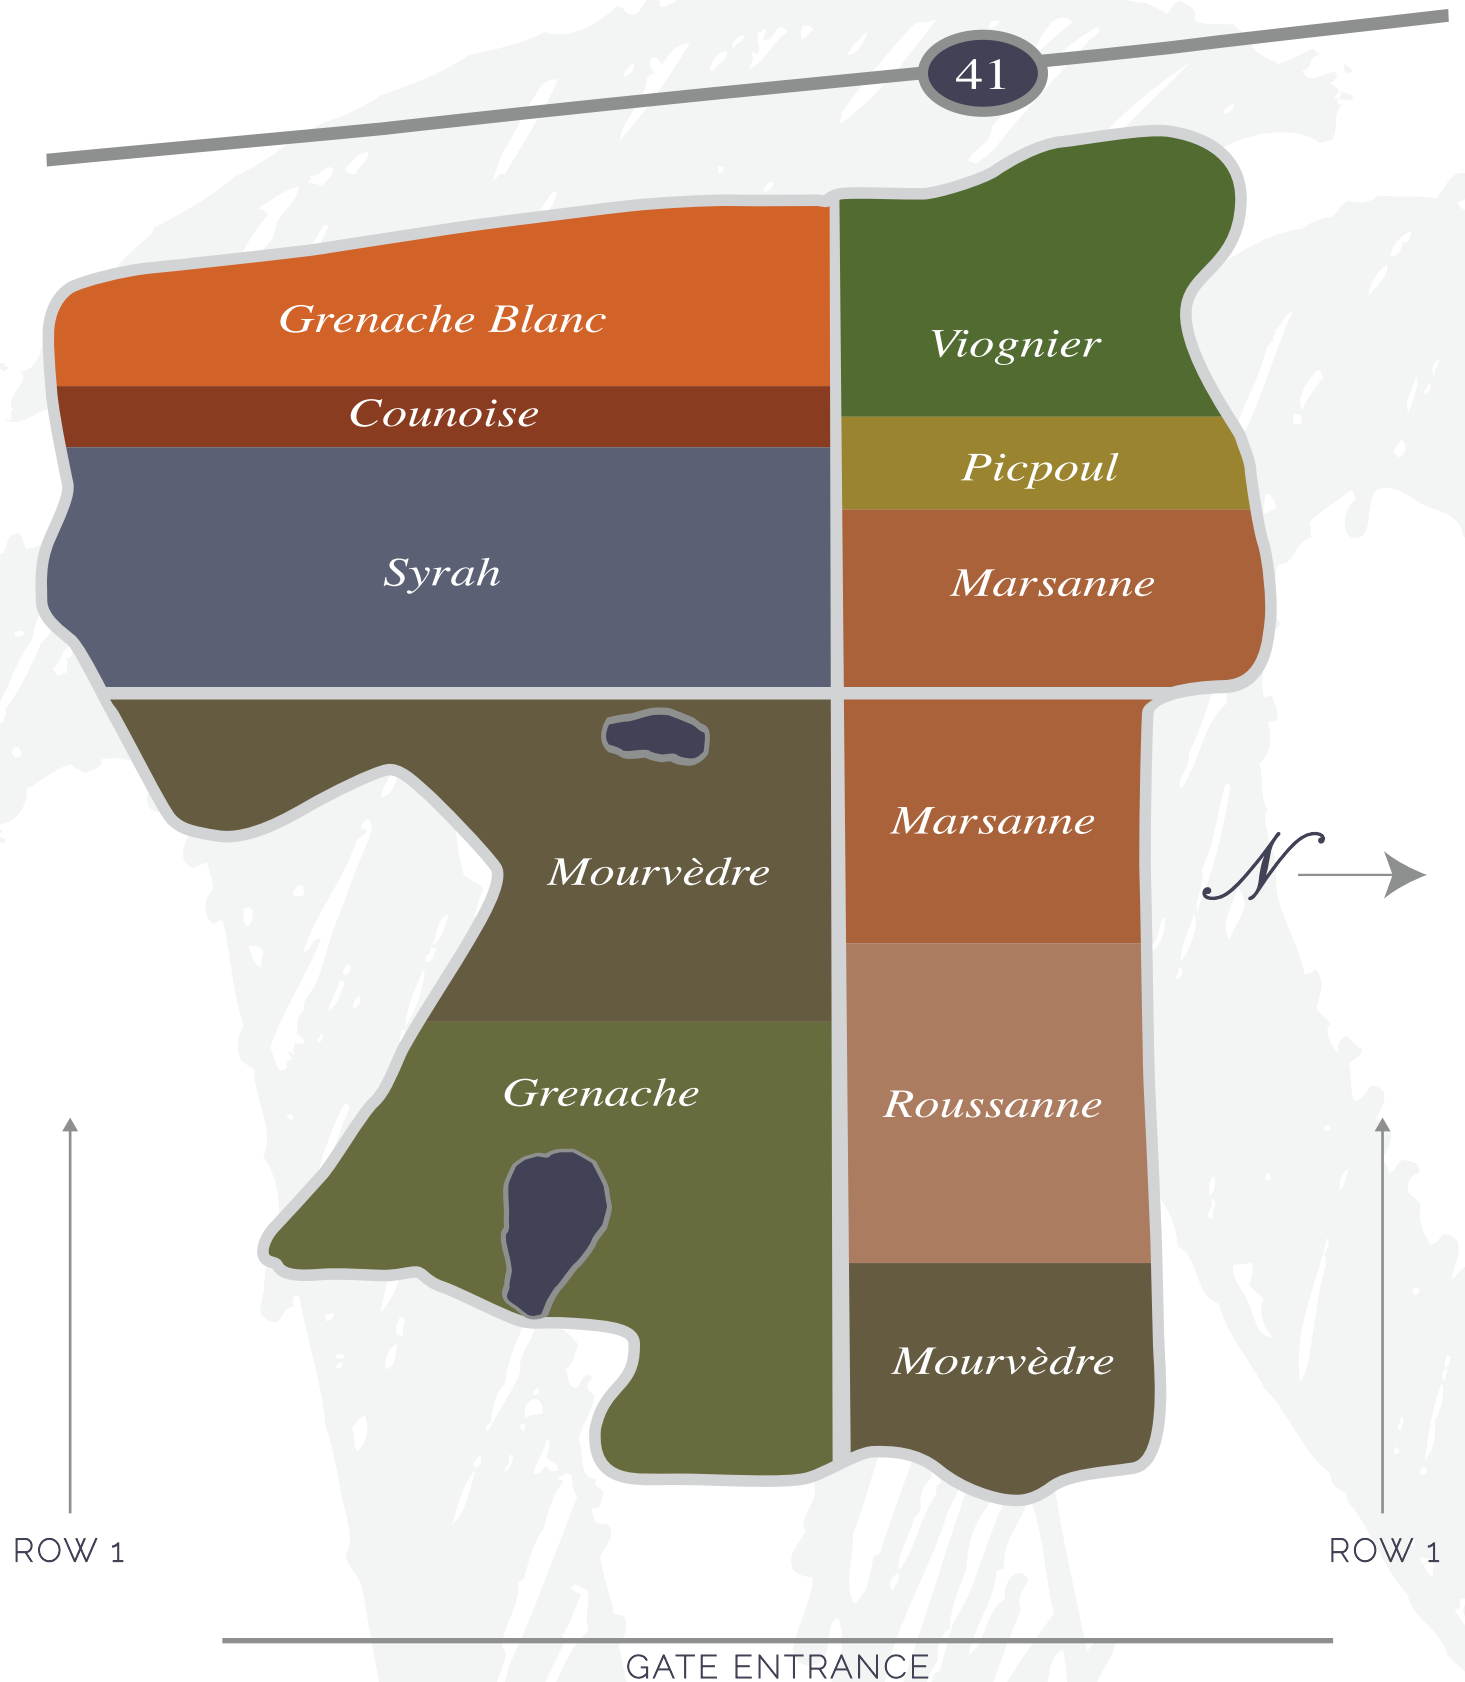 41
Grenache Blanc
Viognier
Counoise
Picpoul
Syrah
Marsanne
Marsanne
Mourvèdre
N
Grenache
Roussanne
Mourvèdre
ROW 1
ROW 1
GATE ENTRANCE